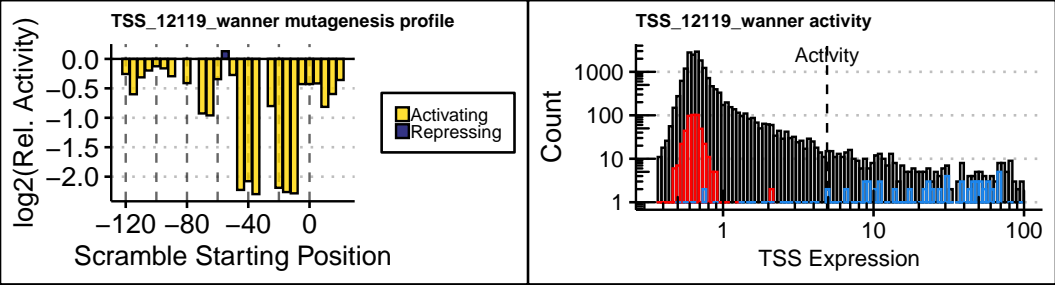 TSS_12119_wanner mutagenesis profile
log2(Rel. Activity)
0.0
−0.5
−1.0
−1.5
−2.0
−120
−80
−40
0
Scramble Starting Position
Activating
Repressing
TSS_12119_wanner activity
Activity
Count
1000
100
10
1
1
10
100
TSS Expression